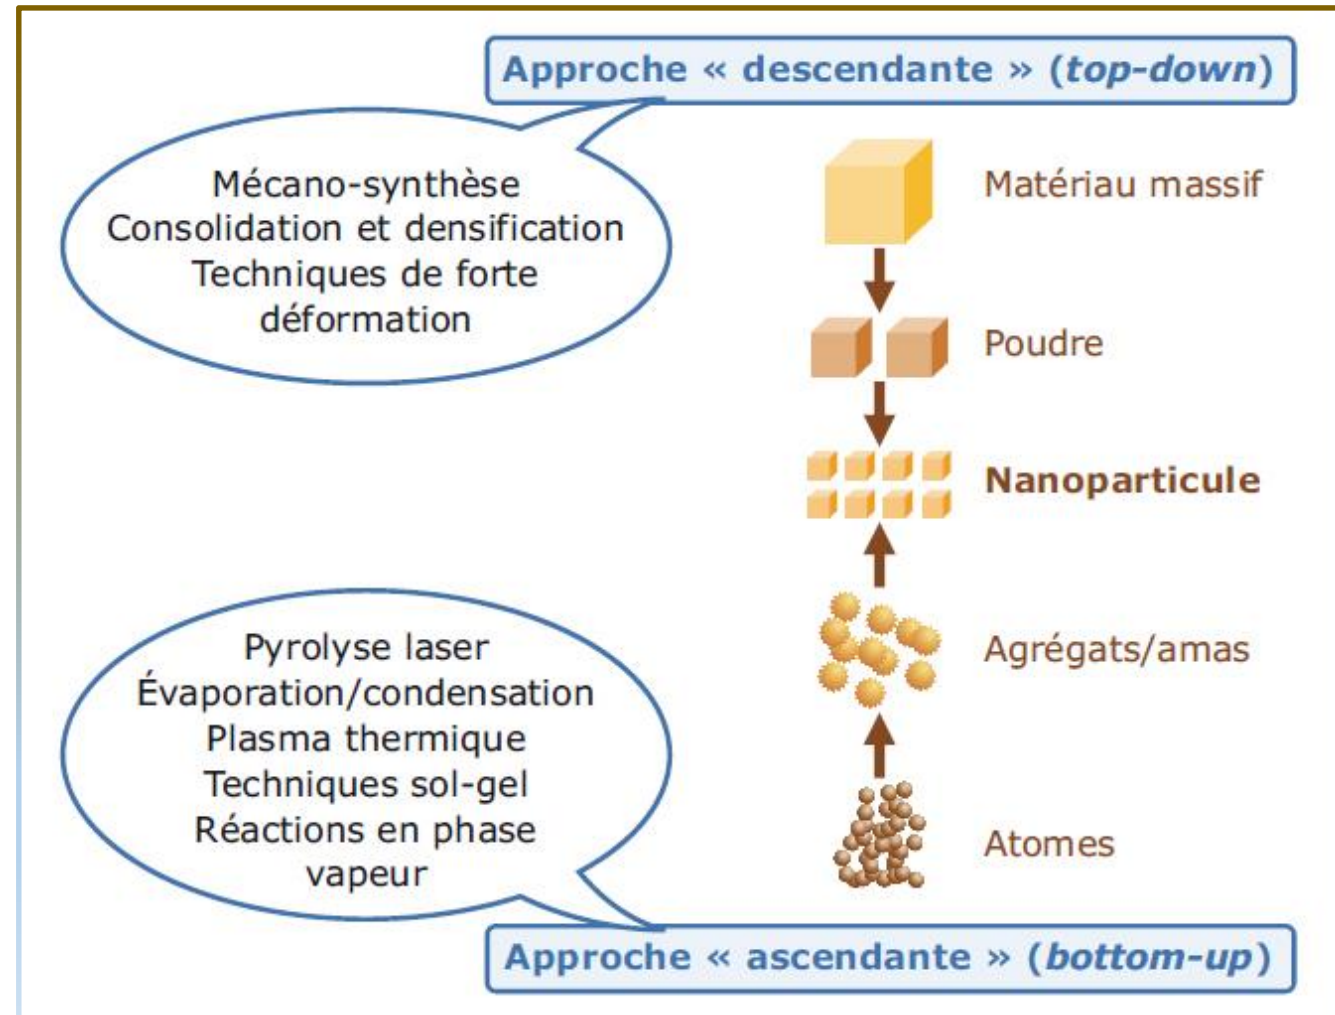 Approche « descendante » (top-down)
Mécano-synthèse
Consolidation et densification
Techniques de forte
déformation
Matériau massif
Poudre
Nanoparticule
Agrégats/amas
Atomes
Pyrolyse laser
Évaporation/condensation
Plasma thermique
Techniques sol-gel
Réactions en phase
vapeur
Approche « ascendante » (bottom-up)